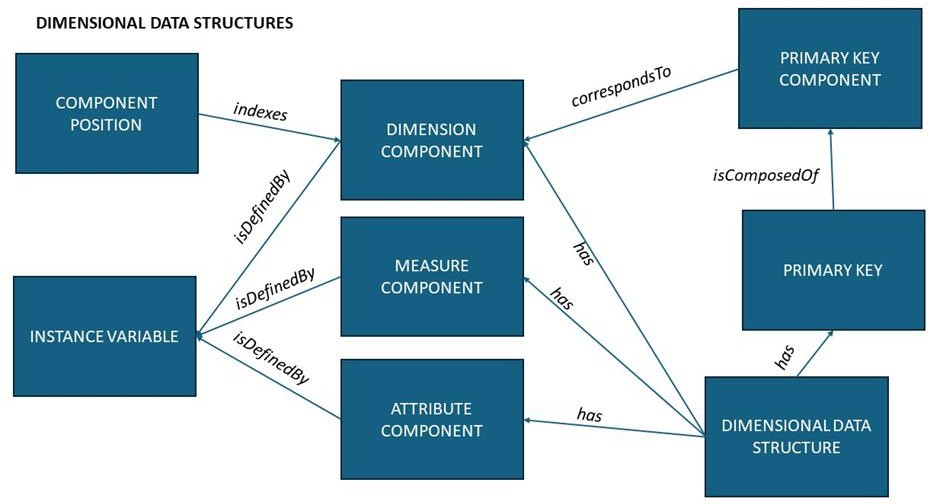 DIMENSIONAL DATA STRUCTURES
COMPONENT
POSITION
indexes
DIMENSION
COMPONENT
correspondsTo
PRIMARY KEY
COMPONENT
isComposedOf
PRIMARY KEY
isDefinedBy
has
MEASURE
COMPONENT
isDefinedBy
has
INSTANCE VARIABLE
isDefinedBy
has
ATTRIBUTE
COMPONENT
has
DIMENSIONAL DATA
STRUCTURE